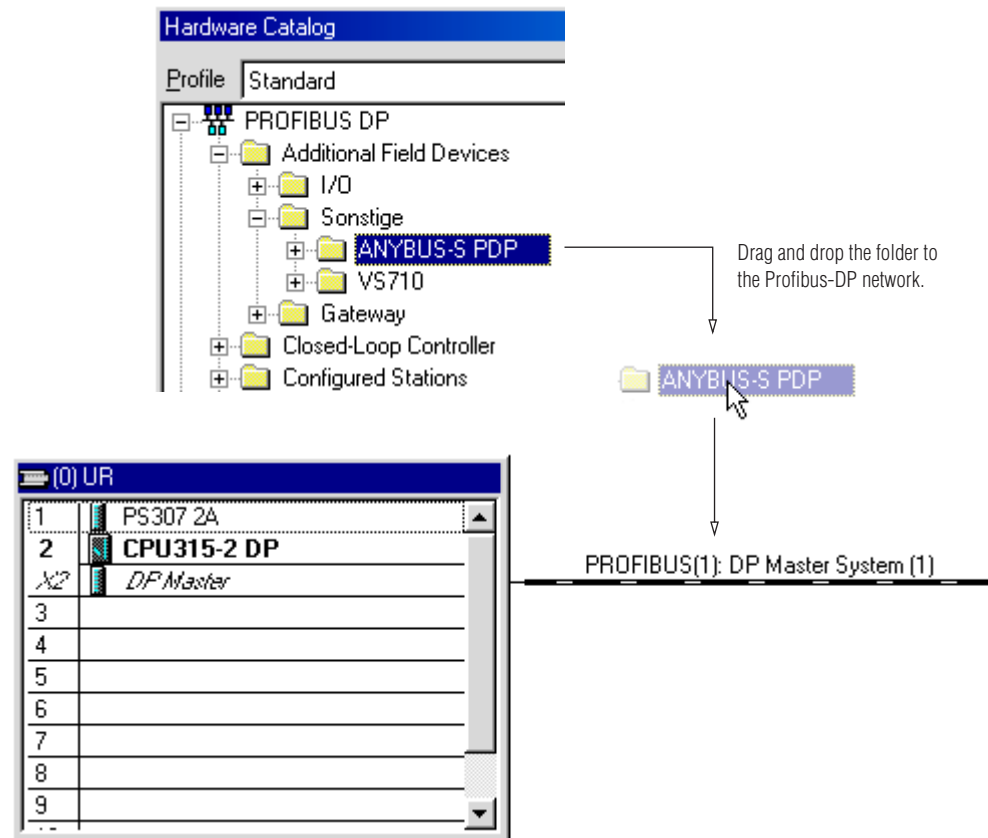 Hardware Catalog
Profile Standard
PROFIBUS DP
Additional Field Devices
I/O
Sonstige
ANYBUS-S PDP
VS710
Gateway
Closed-Loop Controller
Configured Stations
Drag and drop the folder to
the Profibus-DP network.
ANYBUS-S PDP
(0) UR
1 PS307 2A
2 CPU315-2 DP
X2 DP Master
3
4
5
6
7
8
9
PROFIBUS(1): DP Master System (1)